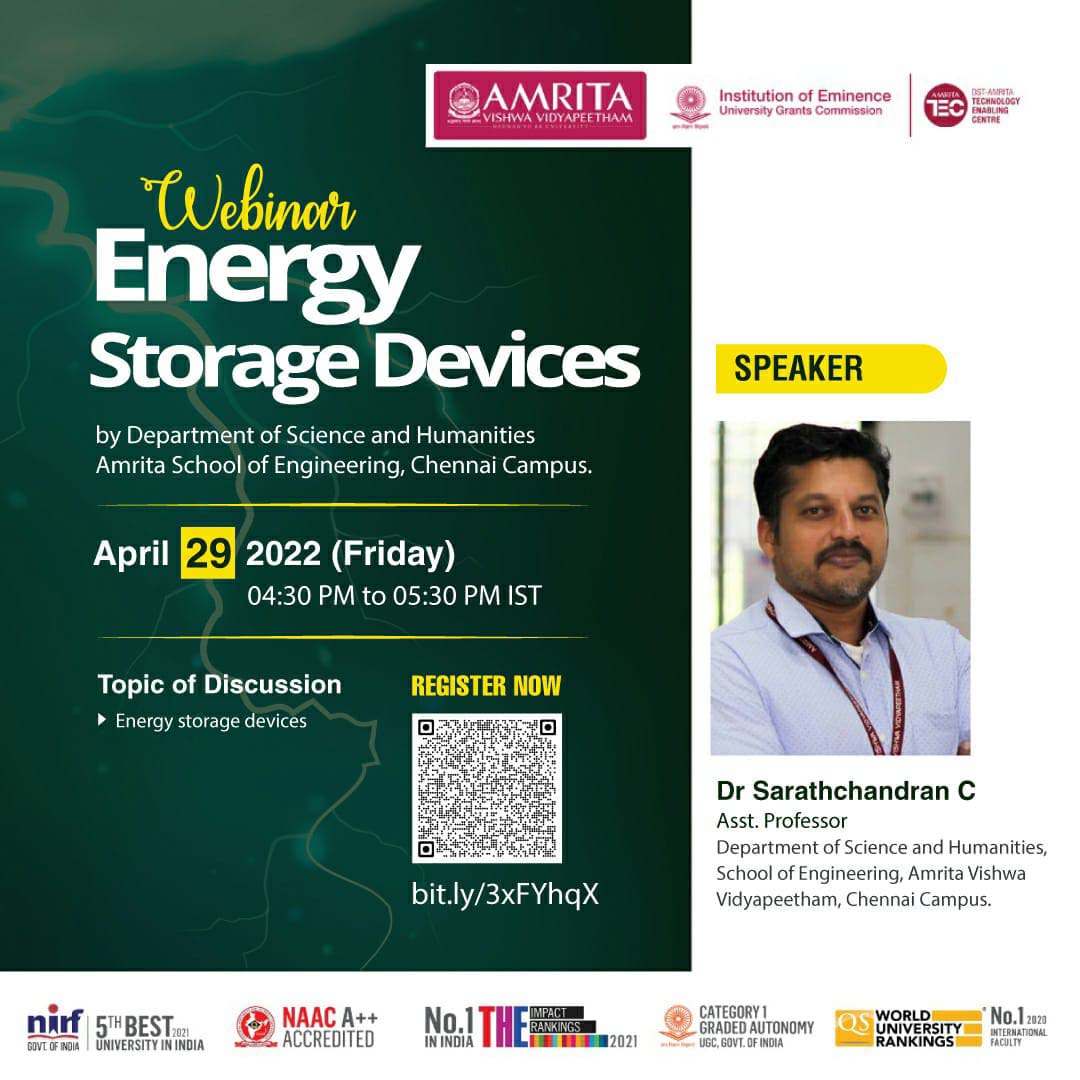 AMRITA
VISHWA VIDYAPEETHAM
Institution of Eminence
University Grants Commission
AMRITA
TEC
DST-AMRITA
TECHNOLOGY
ENABLING
CENTRE
Webinar
Energy
Storage Devices
by Department of Science and Humanities
Amrita School of Engineering, Chennai Campus.
April 29 2022 (Friday)
04:30 PM to 05:30 PM IST
Topic of Discussion
Energy storage devices
REGISTER NOW
bit.ly/3xFYhqX
SPEAKER
VISHWA VIDYAPEETHAM
Dr Sarathchandran C
Asst. Professor
Department of Science and Humanities,
School of Engineering, Amrita Vishwa
Vidyapeetham, Chennai Campus.
nirf
GOVT. OF INDIA
5TH BEST 2021
UNIVERSITY IN INDIA
NAAC A++
ACCREDITED
No.1
IN INDIA
THE
IMPACT
RANKINGS
2021
CATEGORY 1
GRADED AUTONOMY
UGC, GOVT. OF INDIA
QS
WORLD
UNIVERSITY
RANKINGS
No.1 2020
INTERNATIONAL
FACULTY